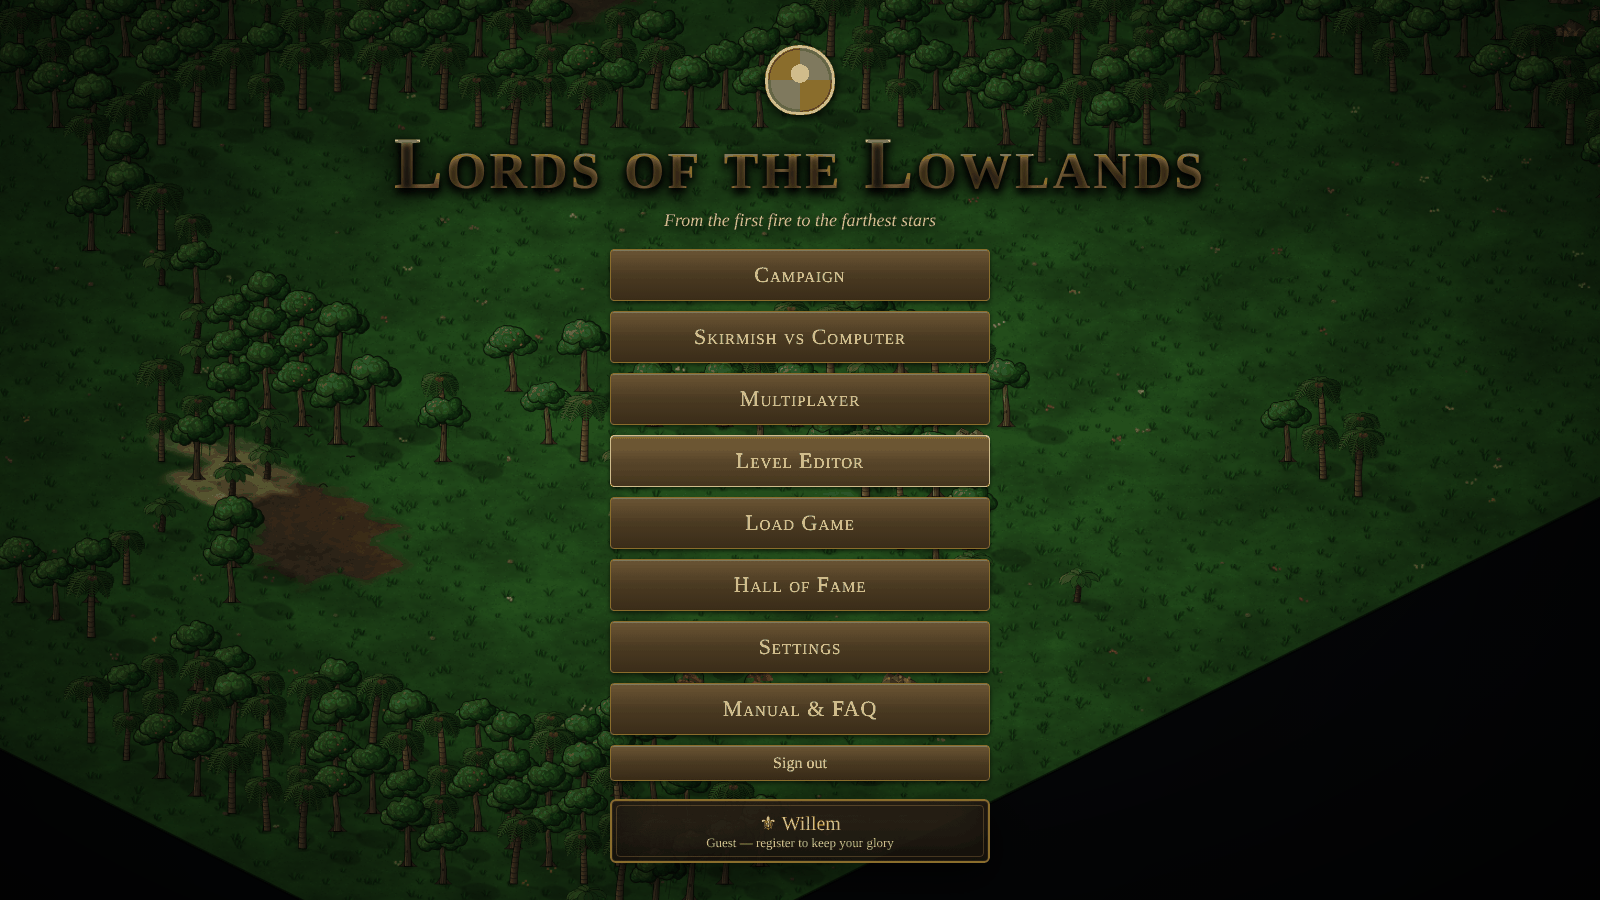 Lords of the Lowlands
From the first fire to the farthest stars
Campaign
Skirmish vs Computer
Multiplayer
Level Editor
Load Game
Hall of Fame
Settings
Manual & FAQ
Sign out
⚜ Willem
Guest — register to keep your glory